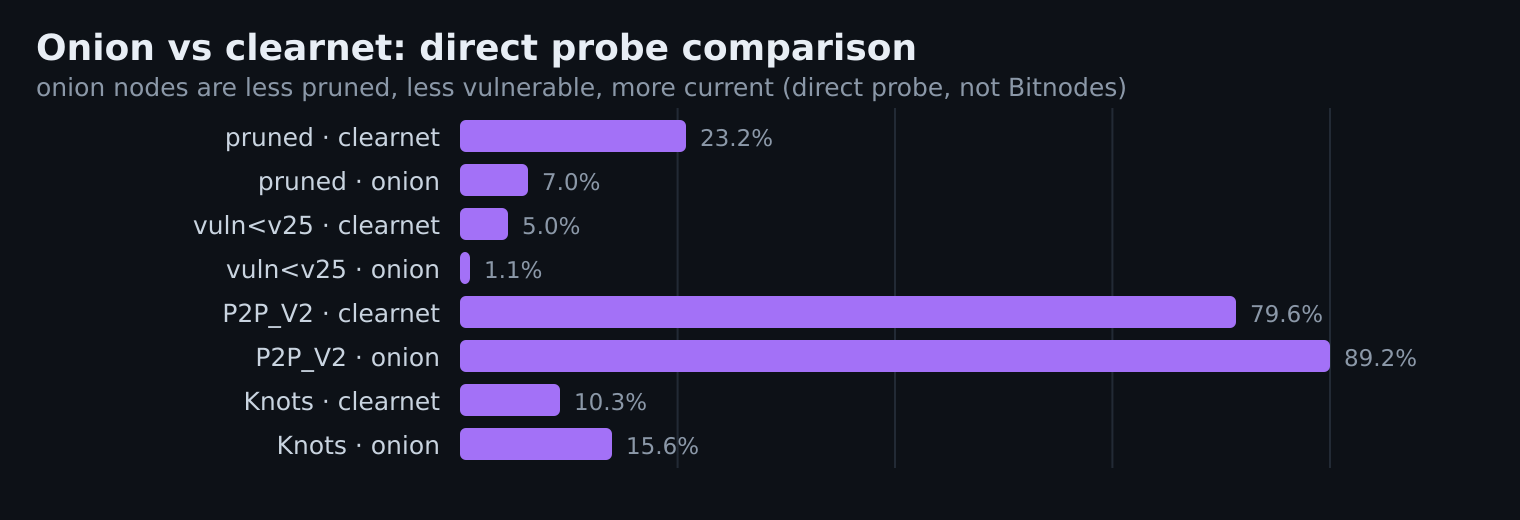 Onion vs clearnet: direct probe comparison
onion nodes are less pruned, less vulnerable, more current (direct probe, not Bitnodes)
pruned · clearnet 23.2%
pruned · onion 7.0%
vuln<v25 · clearnet 5.0%
vuln<v25 · onion 1.1%
P2P_V2 · clearnet 79.6%
P2P_V2 · onion 89.2%
Knots · clearnet 10.3%
Knots · onion 15.6%